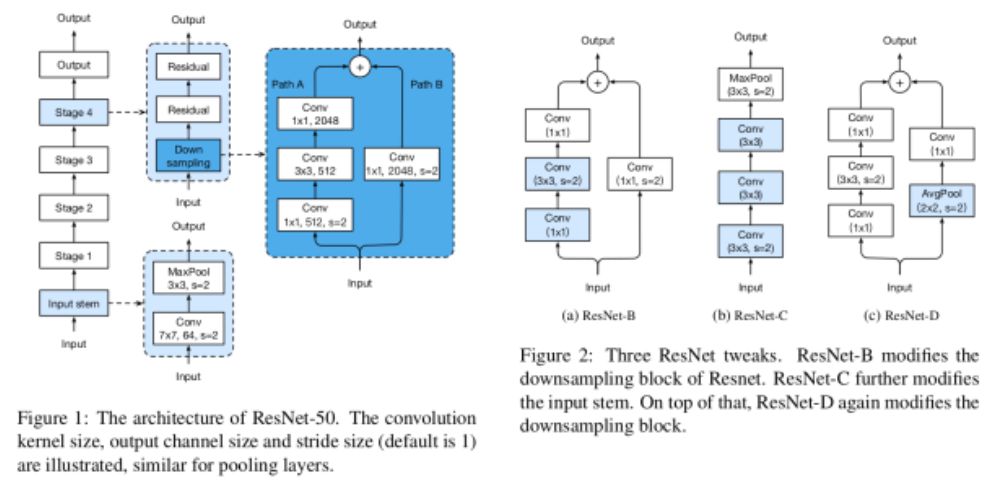 Output
Output
Stage 4
Stage 3
Stage 2
Stage 1
Input stem
Input
Output
Residual
Residual
Down
sampling
Input
Output
MaxPool
3x3, s=2
Conv
7x7, 64, s=2
Input
Output
Path A
Path B
Conv
1x1, 2048
Conv
3x3, 512
Conv
1x1, 2048, s=2
Conv
1x1, 512, s=2
Input
Figure 1: The architecture of ResNet-50. The convolution
kernel size, output channel size and stride size (default is 1)
are illustrated, similar for pooling layers.
Output
Conv
(1x1)
Conv
(3x3, s=2)
Conv
(1x1, s=2)
Conv
(1x1)
Input
(a) ResNet-B
Output
MaxPool
(3x3, s=2)
Conv
(3x3)
Conv
(3x3)
Conv
(3x3, s=2)
Input
(b) ResNet-C
Output
Conv
(1x1)
Conv
(1x1)
Conv
(3x3, s=2)
AvgPool
(2x2, s=2)
Conv
(1x1)
Input
(c) ResNet-D
Figure 2: Three ResNet tweaks. ResNet-B modifies the
downsampling block of Resnet. ResNet-C further modifies
the input stem. On top of that, ResNet-D again modifies the
downsampling block.